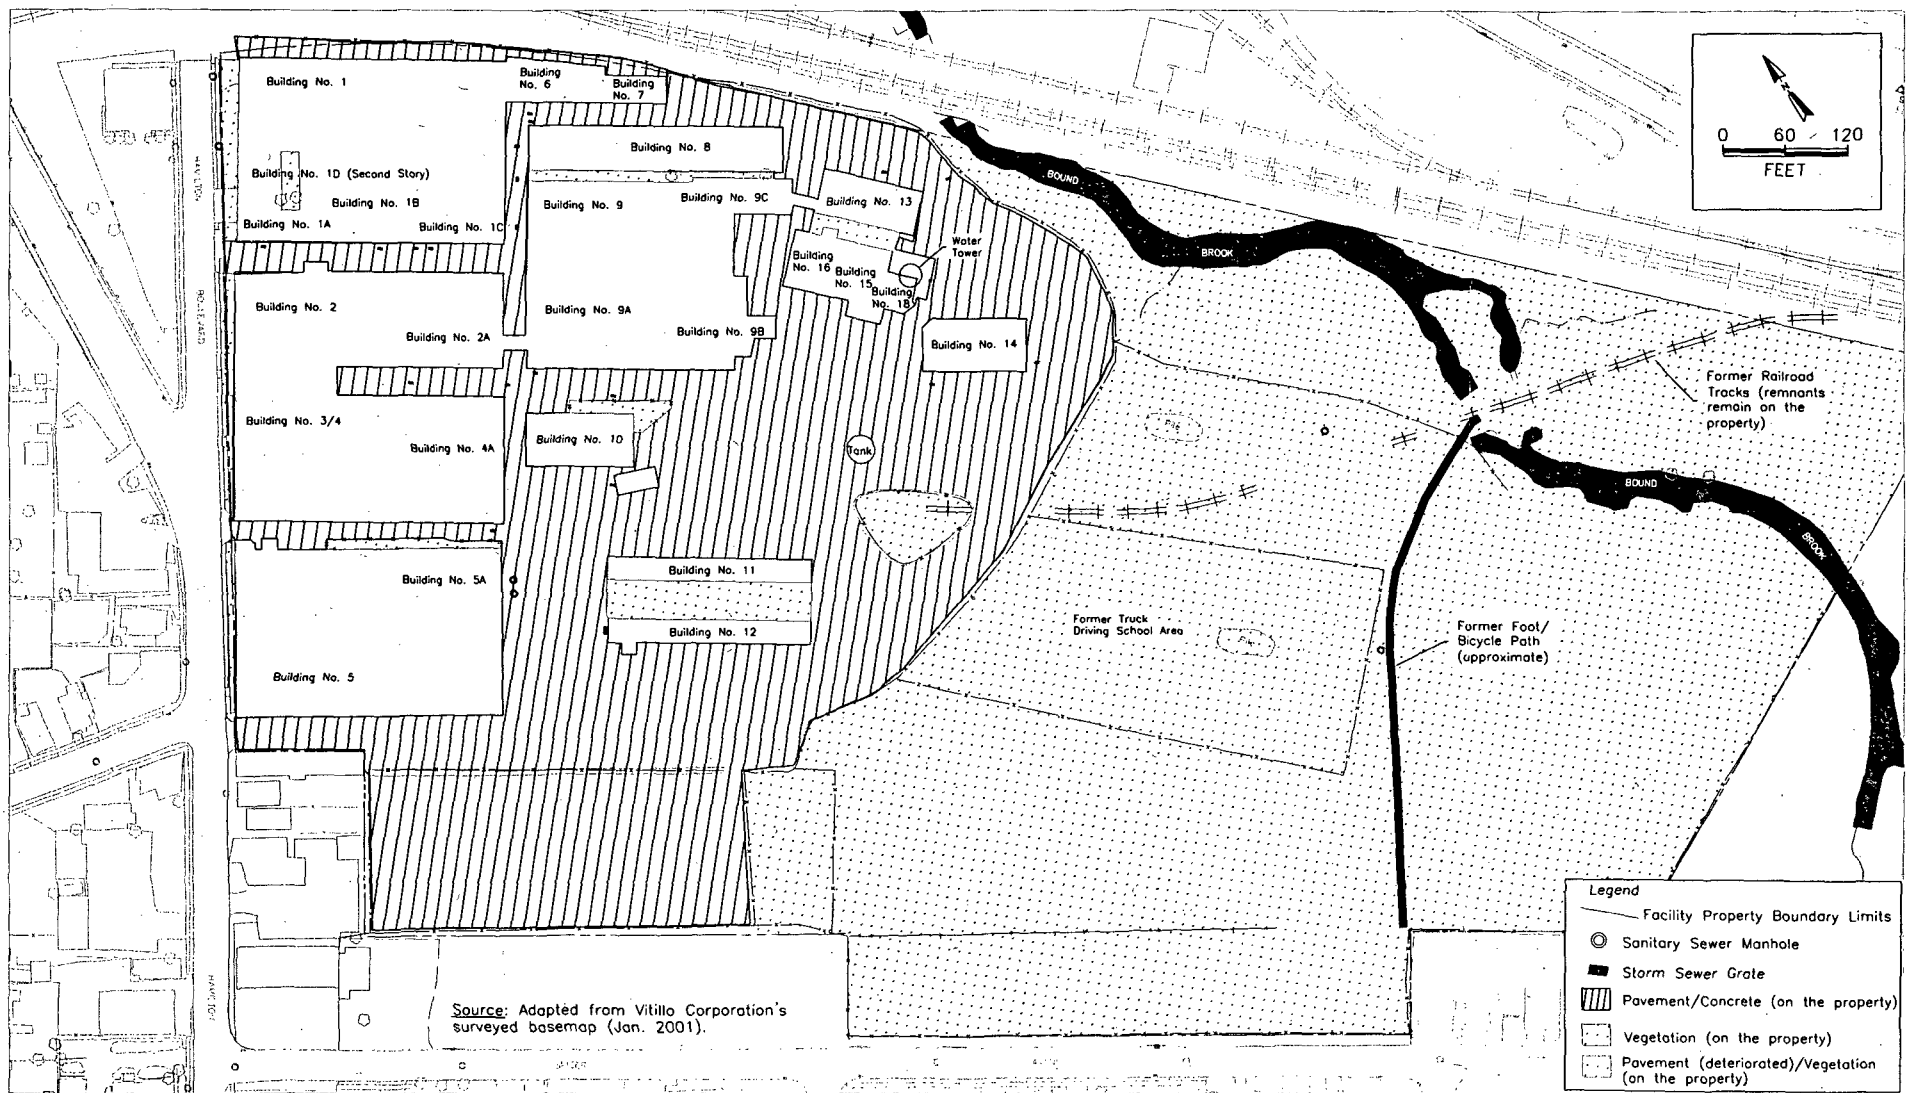 Building No. 1
Building
No. 6
Building
No. 7
Building No. 8
Building No. 1D (Second Story)
Building No. 1B
Building No. 1A
Building No. 1C
Building No. 9
Building No. 9C
Building No. 13
Water
Tower
Building
No. 16
Building
No. 15
Building
No. 18
Building No. 2
Building No. 2A
Building No. 9A
Building No. 9B
Building No. 14
Building No. 3/4
Building No. 4A
Building No. 10
Tank
Building No. 5A
Building No. 11
Building No. 12
Building No. 5
BOUND
BROOK
0 60 120
FEET
Former Railroad
Tracks (remnants
remain on the
property)
Pile
BOUND
BROOK
Former Truck
Driving School Area
Pile
Former Foot/
Bicycle Path
(approximate)
Source: Adapted from Vitillo Corporation's
surveyed basemap (Jan. 2001).
Legend
Facility Property Boundary Limits
Sanitary Sewer Manhole
Storm Sewer Grate
Pavement/Concrete (on the property)
Vegetation (on the property)
Pavement (deteriorated)/Vegetation
(on the property)
HAMILTON
BOULEVARD
HAMILTON